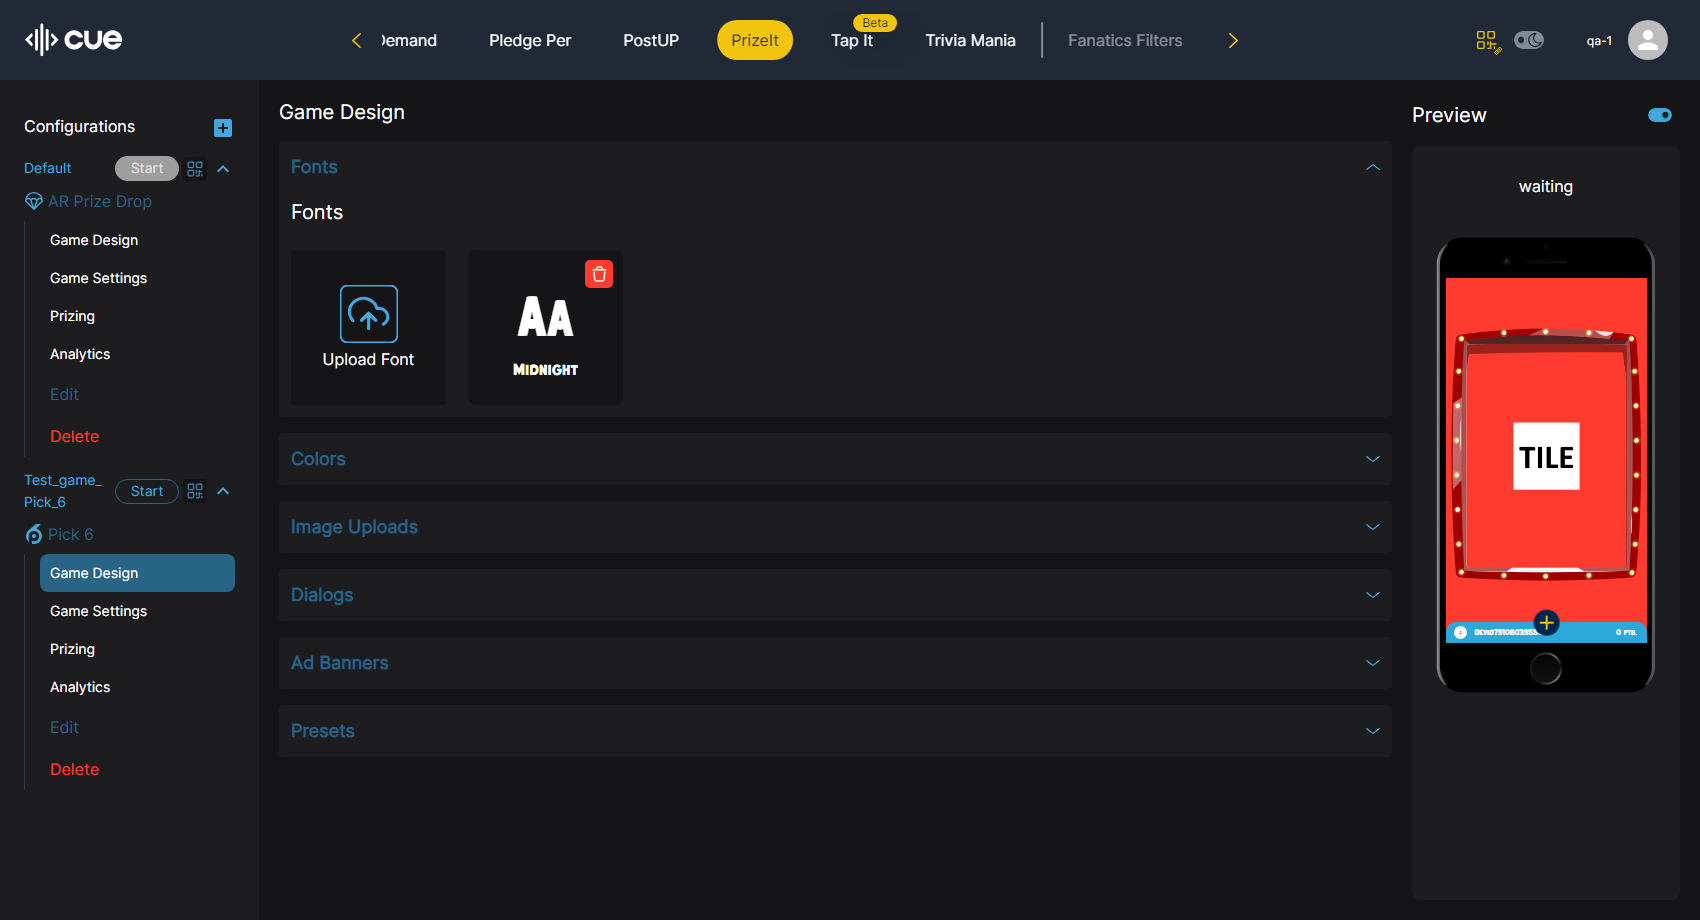 cue
Demand
Pledge Per
PostUP
PrizeIt
Beta
Tap It
Trivia Mania
Fanatics Filters
qa-1
Configurations
Default
Start
AR Prize Drop
Game Design
Game Settings
Prizing
Analytics
Edit
Delete
Test_game_
Pick_6
Start
Pick 6
Game Design
Game Settings
Prizing
Analytics
Edit
Delete
Game Design
Fonts
Fonts
Upload Font
AA
MIDNIGHT
Colors
Image Uploads
Dialogs
Ad Banners
Presets
Preview
waiting
TILE
0 PTS.